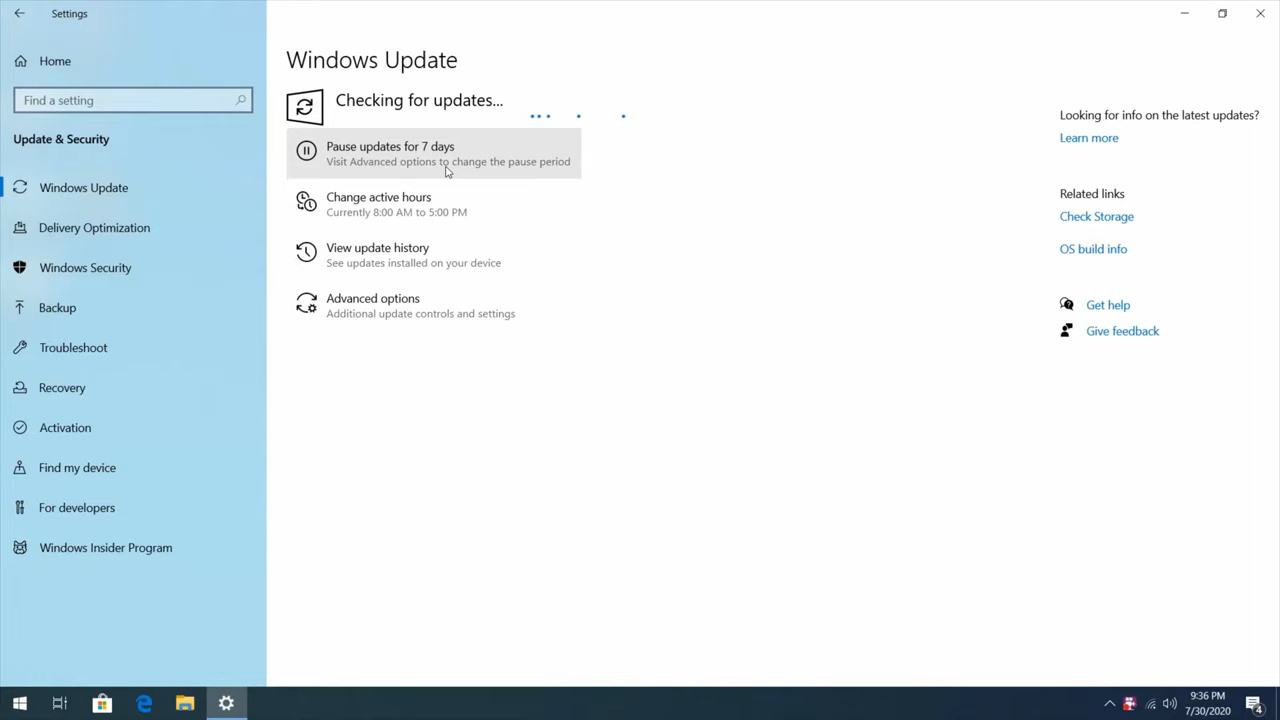 Settings
Home
Find a setting
Update & Security
Windows Update
Delivery Optimization
Windows Security
Backup
Troubleshoot
Recovery
Activation
Find my device
For developers
Windows Insider Program
Windows Update
Checking for updates...
Pause updates for 7 days
Visit Advanced options to change the pause period
Change active hours
Currently 8:00 AM to 5:00 PM
View update history
See updates installed on your device
Advanced options
Additional update controls and settings
Looking for info on the latest updates?
Learn more
Related links
Check Storage
OS build info
Get help
Give feedback
9:36 PM
7/30/2020
4